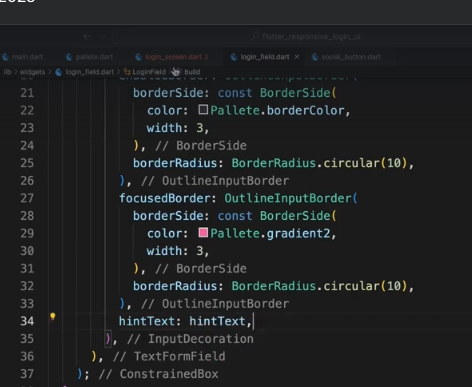 2023
flutter_responsive_login_ui
main.dart pallete.dart login_screen.dart 2 login_field.dart × social_button.dart
lib > widgets > login_field.dart > LoginField > build
21 borderSide: const BorderSide(
22 color: Pallete.borderColor,
23 width: 3,
24 ), // BorderSide
25 borderRadius: BorderRadius.circular(10),
26 ), // OutlineInputBorder
27 focusedBorder: OutlineInputBorder(
28 borderSide: const BorderSide(
29 color: Pallete.gradient2,
30 width: 3,
31 ), // BorderSide
32 borderRadius: BorderRadius.circular(10),
33 ), // OutlineInputBorder
34 hintText: hintText,
35 ), // InputDecoration
36 ), // TextFormField
37 ); // ConstrainedBox